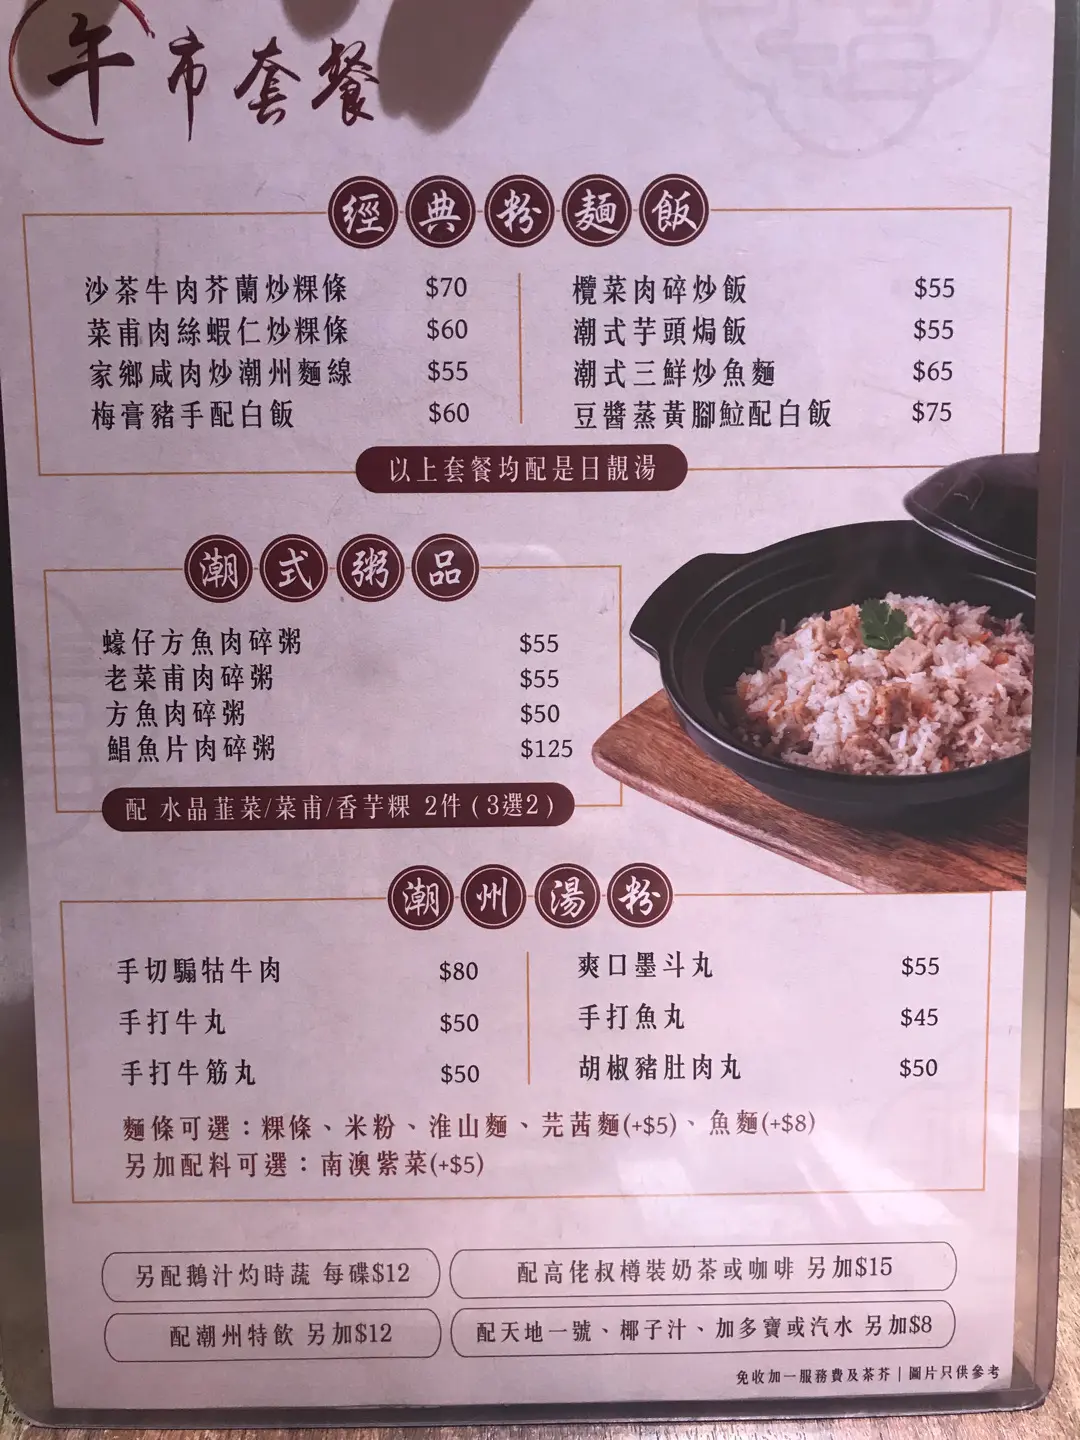 午市套餐
經典粉麵飯
沙茶牛肉芥蘭炒粿條 $70
菜甫肉絲蝦仁炒粿條 $60
家鄉咸肉炒潮州麵線 $55
梅膏豬手配白飯 $60
欖菜肉碎炒飯 $55
潮式芋頭焗飯 $55
潮式三鮮炒魚麵 $65
豆醬蒸黃腳鱲配白飯 $75
以上套餐均配是日靚湯
潮式粥品
蠔仔方魚肉碎粥 $55
老菜甫肉碎粥 $55
方魚肉碎粥 $50
鯧魚片肉碎粥 $125
配 水晶韮菜/菜甫/香芋粿 2件 (3選2)
潮州湯粉
手切騸牯牛肉 $80
手打牛丸 $50
手打牛筋丸 $50
爽口墨斗丸 $55
手打魚丸 $45
胡椒豬肚肉丸 $50
麵條可選：粿條、米粉、淮山麵、芫茜麵(+$5)、魚麵(+$8)
另加配料可選：南澳紫菜(+$5)
另配鵝汁灼時蔬 每碟$12
配高佬叔樽裝奶茶或咖啡 另加$15
配潮州特飲 另加$12
配天地一號、椰子汁、加多寶或汽水 另加$8
免收加一服務費及茶芥 | 圖片只供參考